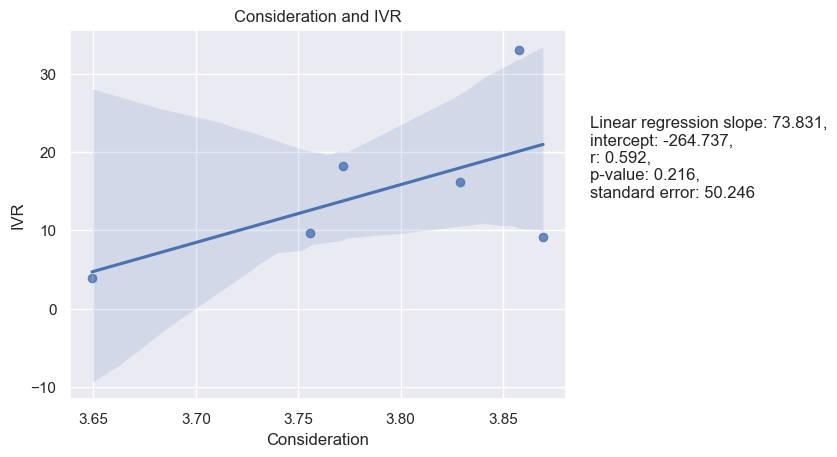 Consideration and IVR
30
20
10
0
−10
IVR
3.65
3.70
3.75
3.80
3.85
Consideration
Linear regression slope: 73.831,
intercept: -264.737,
r: 0.592,
p-value: 0.216,
standard error: 50.246